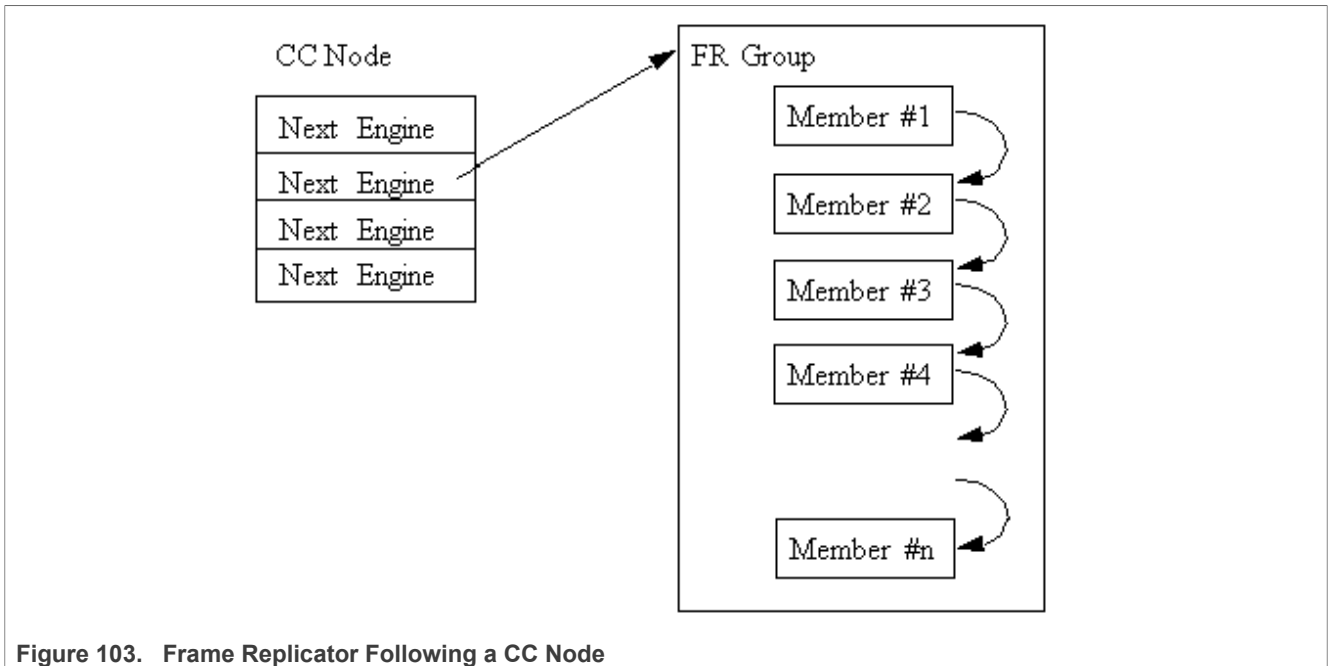 CC Node
Next Engine
Next Engine
Next Engine
Next Engine
FR Group
Member #1
Member #2
Member #3
Member #4
Member #n
Figure 103. Frame Replicator Following a CC Node